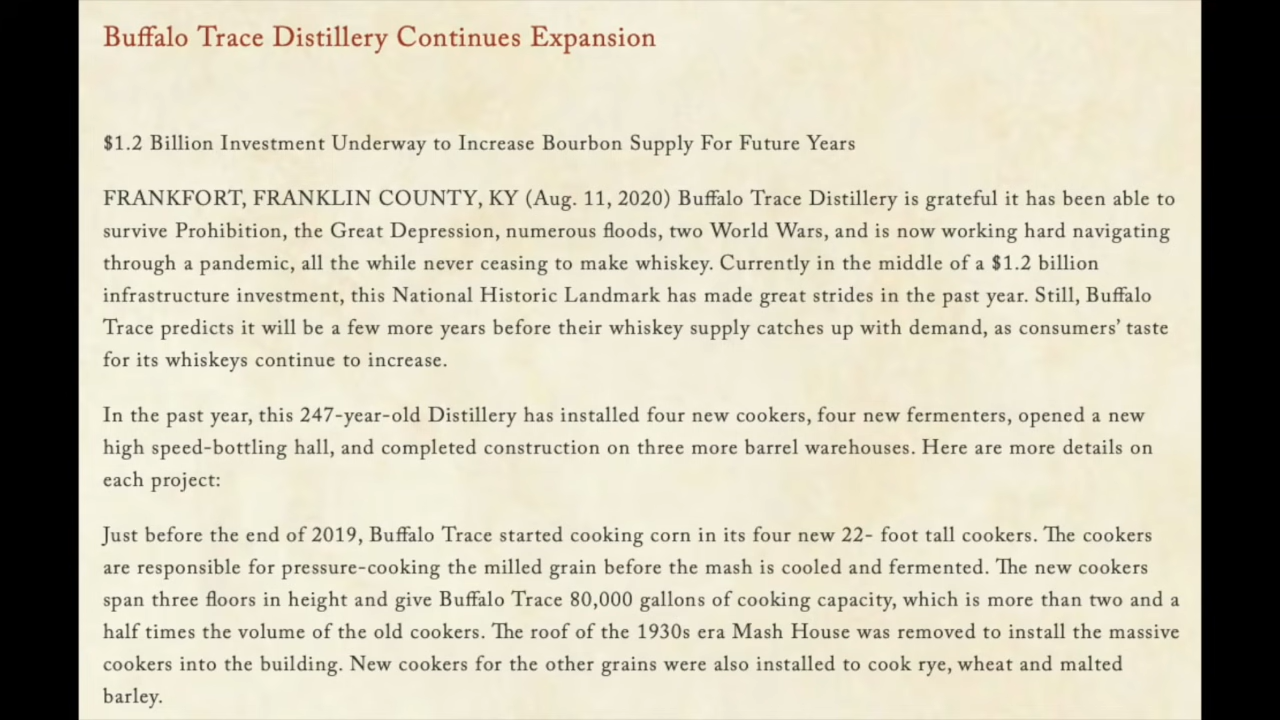 Buffalo Trace Distillery Continues Expansion
$1.2 Billion Investment Underway to Increase Bourbon Supply For Future Years
FRANKFORT, FRANKLIN COUNTY, KY (Aug. 11, 2020) Buffalo Trace Distillery is grateful it has been able to
survive Prohibition, the Great Depression, numerous floods, two World Wars, and is now working hard navigating
through a pandemic, all the while never ceasing to make whiskey. Currently in the middle of a $1.2 billion
infrastructure investment, this National Historic Landmark has made great strides in the past year. Still, Buffalo
Trace predicts it will be a few more years before their whiskey supply catches up with demand, as consumers’ taste
for its whiskeys continue to increase.
In the past year, this 247-year-old Distillery has installed four new cookers, four new fermenters, opened a new
high speed-bottling hall, and completed construction on three more barrel warehouses. Here are more details on
each project:
Just before the end of 2019, Buffalo Trace started cooking corn in its four new 22- foot tall cookers. The cookers
are responsible for pressure-cooking the milled grain before the mash is cooled and fermented. The new cookers
span three floors in height and give Buffalo Trace 80,000 gallons of cooking capacity, which is more than two and a
half times the volume of the old cookers. The roof of the 1930s era Mash House was removed to install the massive
cookers into the building. New cookers for the other grains were also installed to cook rye, wheat and malted
barley.